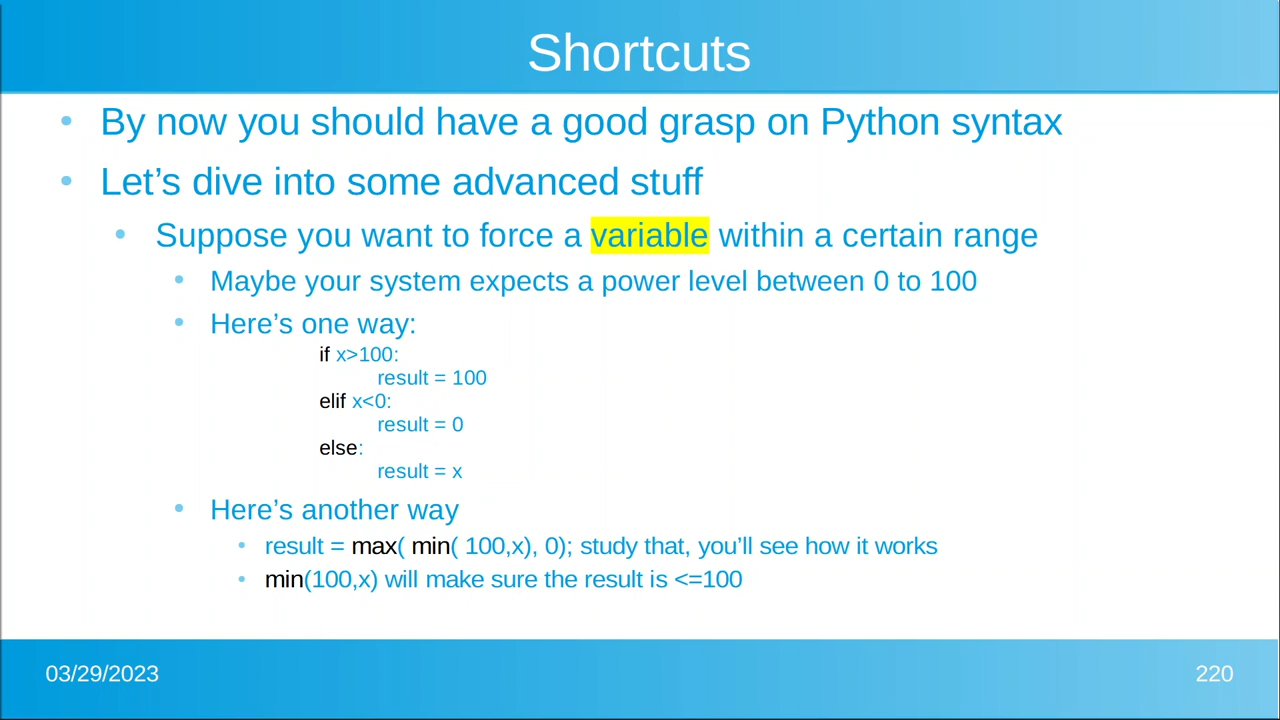 Shortcuts
• By now you should have a good grasp on Python syntax
• Let’s dive into some advanced stuff
• Suppose you want to force a variable within a certain range
• Maybe your system expects a power level between 0 to 100
• Here’s one way:
if x>100:
result = 100
elif x<0:
result = 0
else:
result = x
• Here’s another way
• result = max( min( 100,x), 0); study that, you’ll see how it works
• min(100,x) will make sure the result is <=100
03/29/2023
220